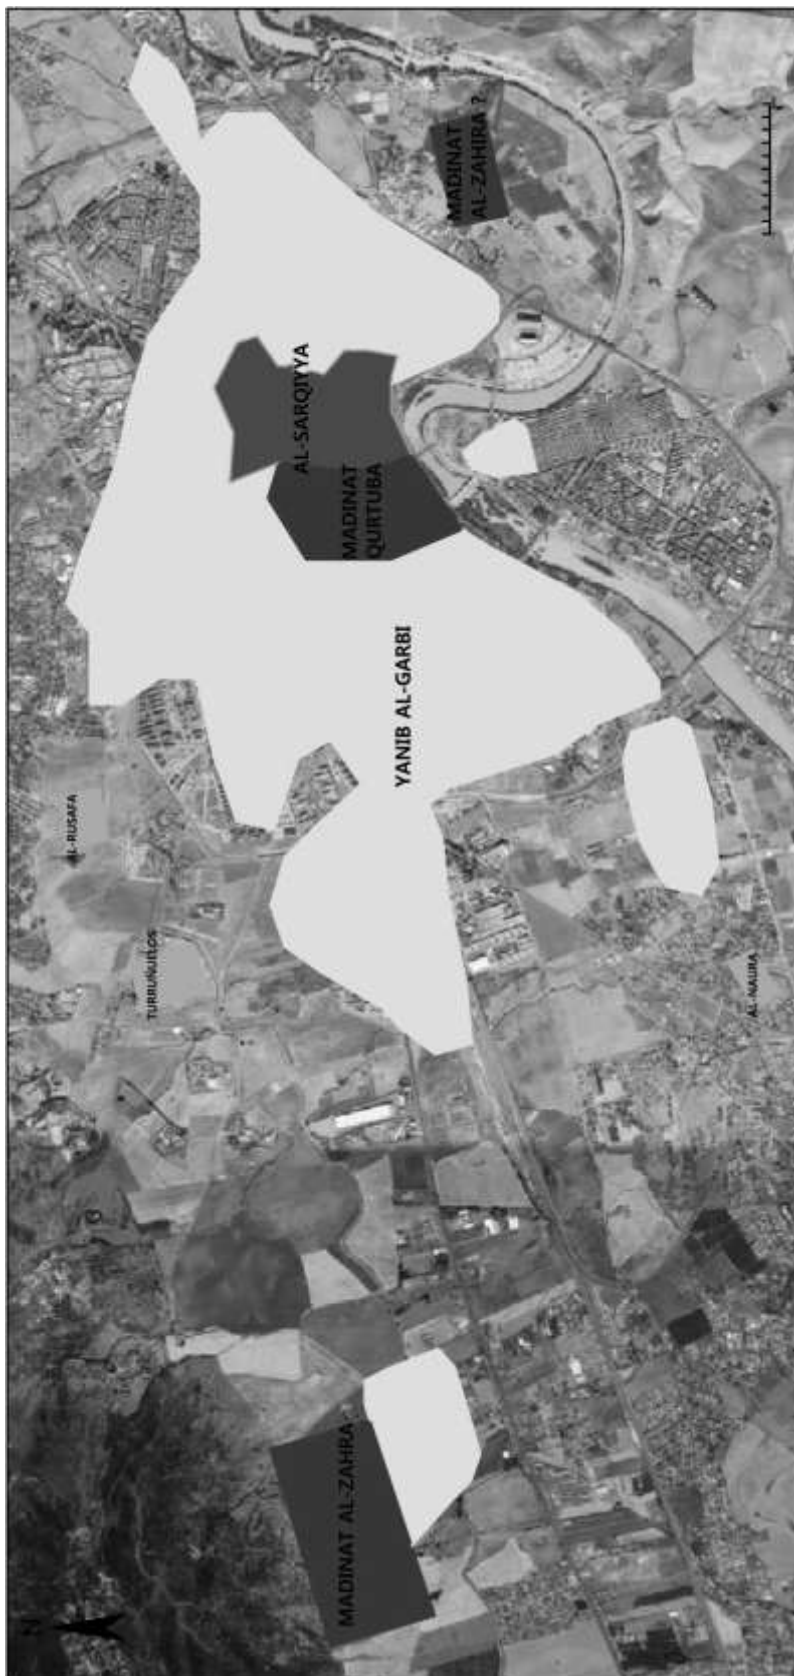 N
MADINAT AL-ZAHRA
TURRUÑUELOS
AL-RUSAFA
AL-NAURA
YANIB AL-GARBI
MADINAT
QURTUBA
AL-SARQIYYA
MADINAT
AL-ZAHIRA ?